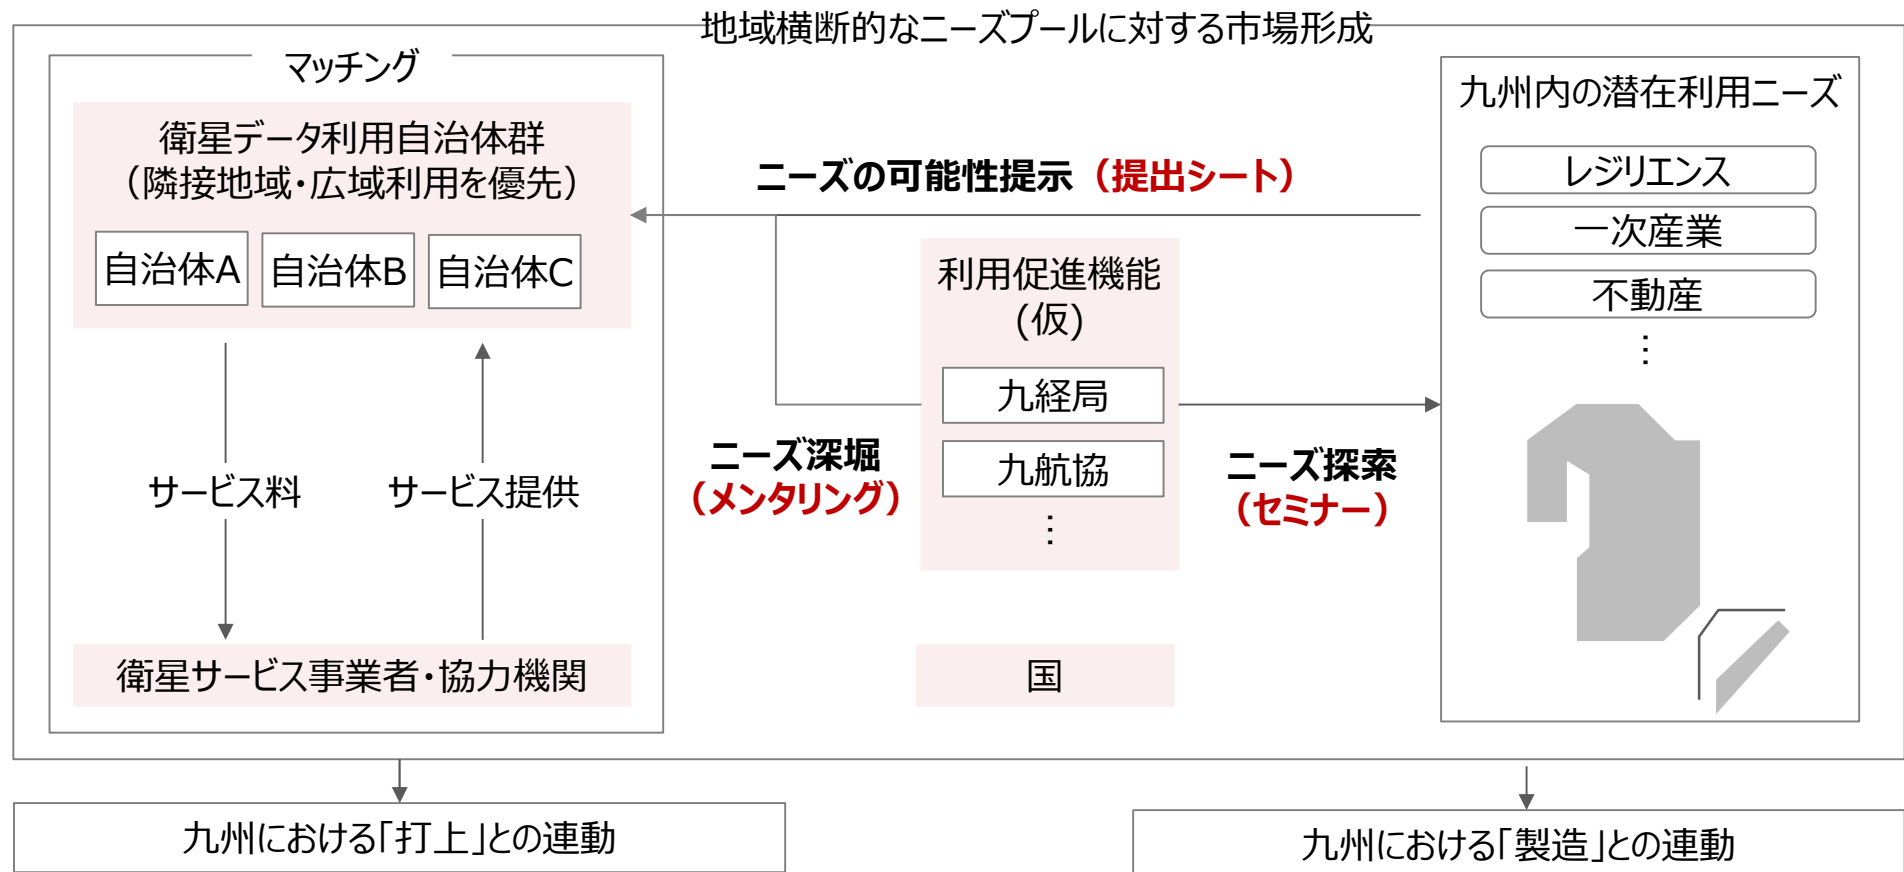 地域横断的なニーズプールに対する市場形成
マッチング
衛星データ利用自治体群
（隣接地域・広域利用を優先）
自治体A
自治体B
自治体C
サービス料
サービス提供
衛星サービス事業者・協力機関
ニーズの可能性提示（提出シート）
利用促進機能
(仮)
九経局
九航協
⋮
ニーズ深堀
（メンタリング）
ニーズ探索
（セミナー）
国
九州内の潜在利用ニーズ
レジリエンス
一次産業
不動産
⋮
九州における「打上」との連動
九州における「製造」との連動